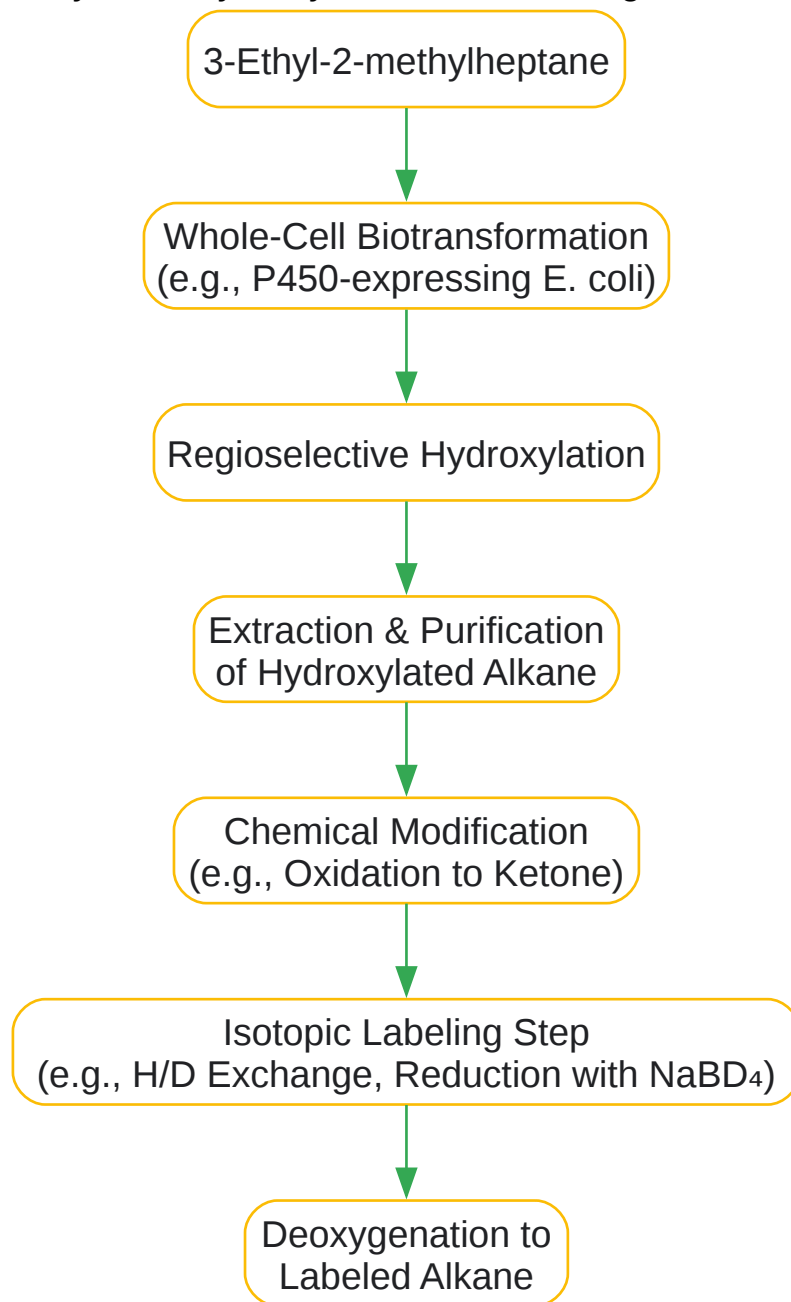 3-Ethyl-2-methylheptane
Whole-Cell Biotransformation
(e.g., P450-expressing E. coli)
Regioselective Hydroxylation
Extraction & Purification
of Hydroxylated Alkane
Chemical Modification
(e.g., Oxidation to Ketone)
Isotopic Labeling Step
(e.g., H/D Exchange, Reduction with NaBD₄)
Deoxygenation to
Labeled Alkane